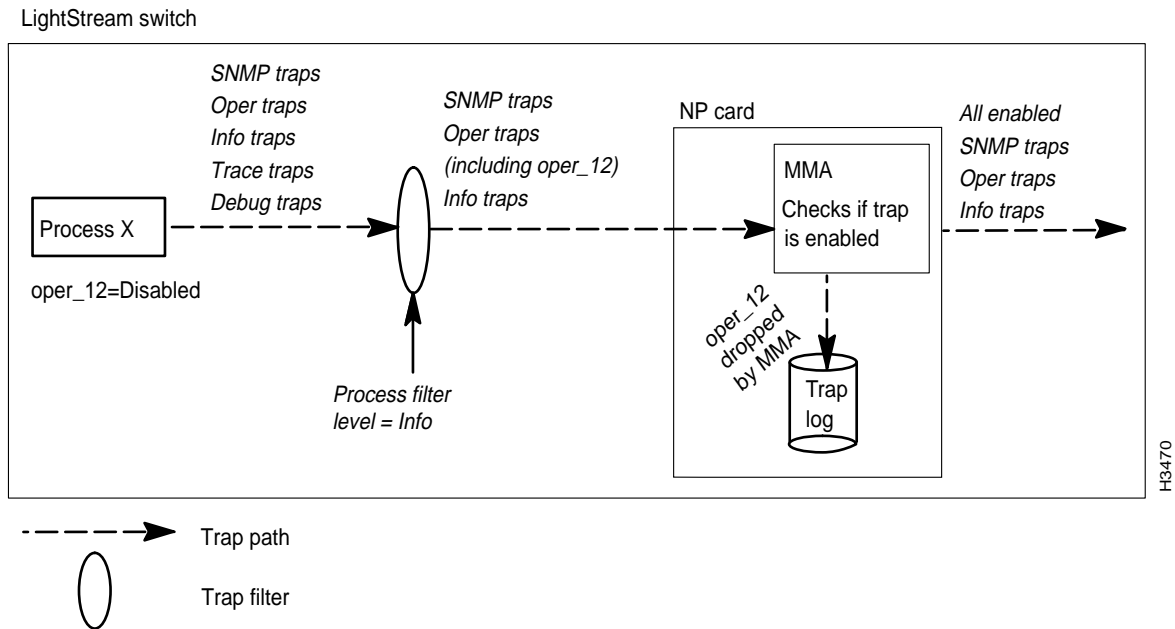 LightStream switch
SNMP traps
Oper traps
Info traps
Trace traps
Debug traps
Process X
oper_12=Disabled
SNMP traps
Oper traps
(including oper_12)
Info traps
Process filter
level = Info
NP card
MMA
Checks if trap
is enabled
oper_12
dropped
by MMA
Trap
log
All enabled
SNMP traps
Oper traps
Info traps
H3470
Trap path
Trap filter